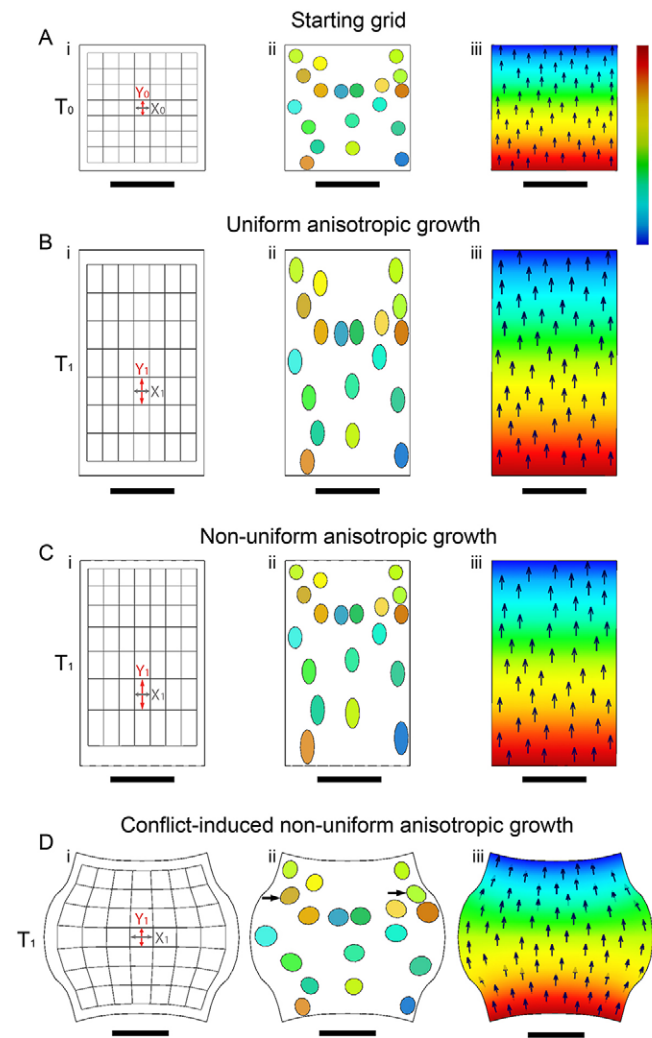 Starting grid
A
i
ii
iii
T0
Y0
X0
Uniform anisotropic growth
B
i
ii
iii
T1
Y1
X1
Non-uniform anisotropic growth
C
i
ii
iii
T1
Y1
X1
Conflict-induced non-uniform anisotropic growth
D
i
ii
iii
T1
Y1
X1